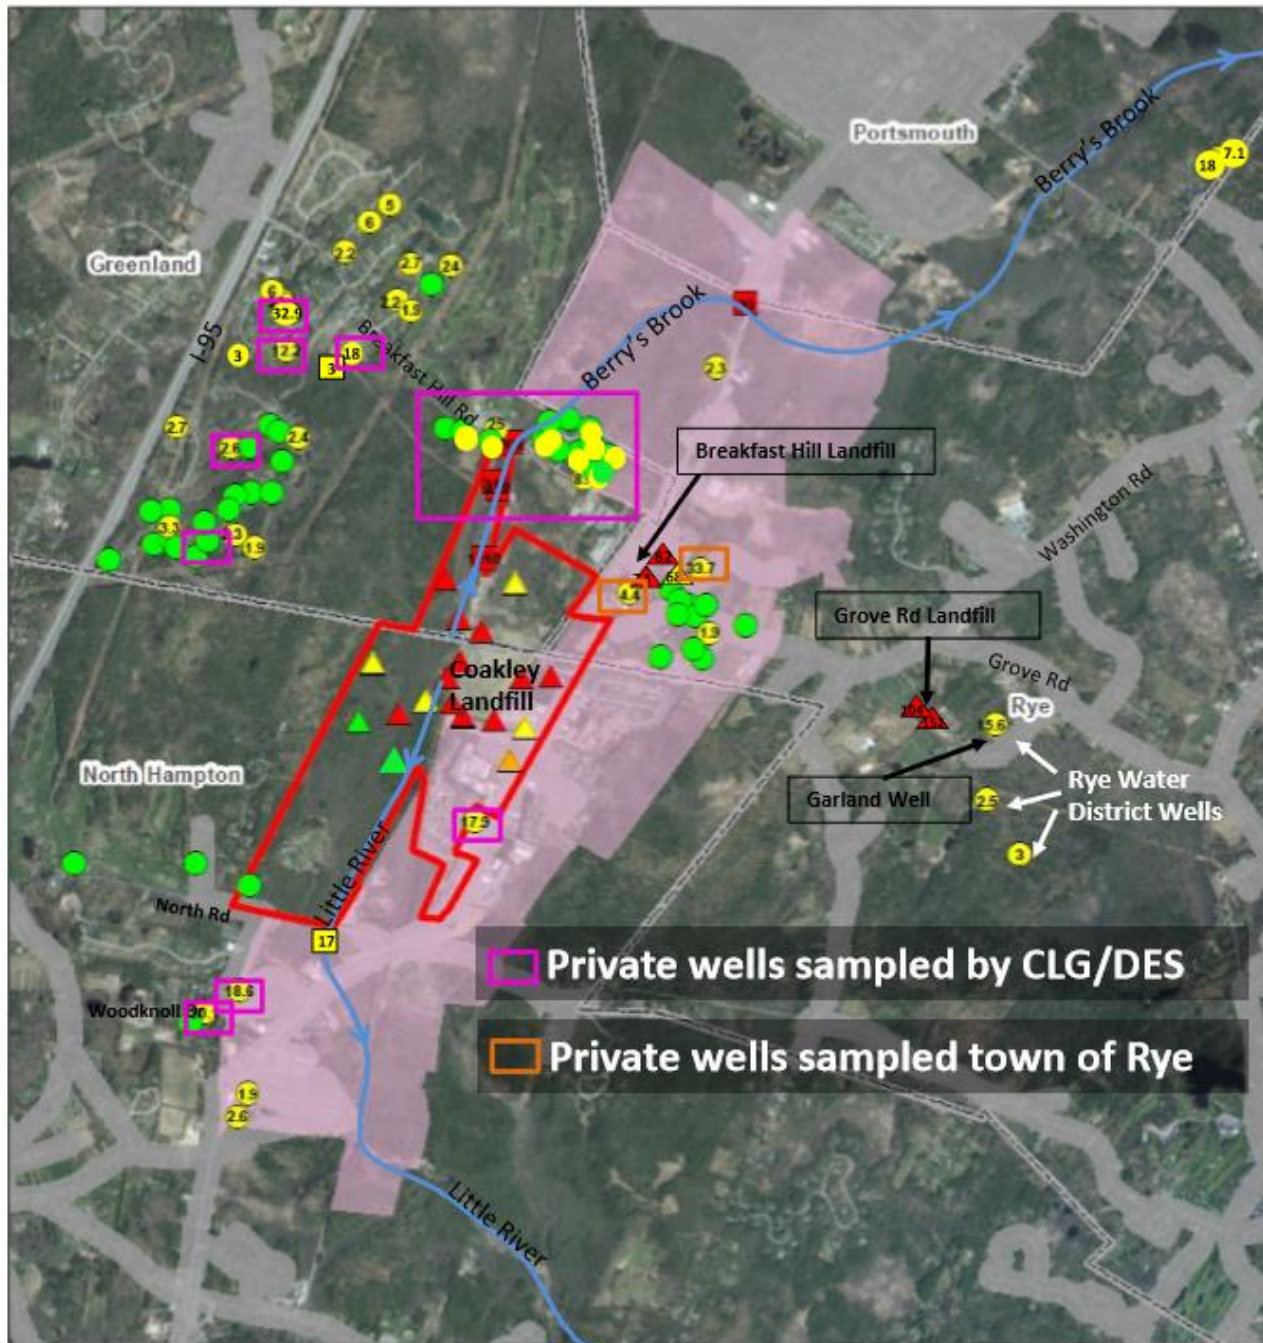 Portsmouth
Berry's Brook
7.1
18
5
6
2.2
Greenland
2.7
24
6
2.2
1.9
32.9
I-95
Berry's Brook
3
18
3
Breakfast Hill Rd
2.3
2.7
25
2.4
2.6
Breakfast Hill Landfill
Washington Rd
3.3
1.9
23.7
4.4
Grove Rd Landfill
1.9
Grove Rd
Coakley
Landfill
Rye
15.6
North Hampton
Garland Well
2.5
Rye Water
District Wells
17.5
3
Little River
North Rd
17
Private wells sampled by CLG/DES
18.6
Woodknoll Dr
Private wells sampled town of Rye
1.9
2.6
Little River